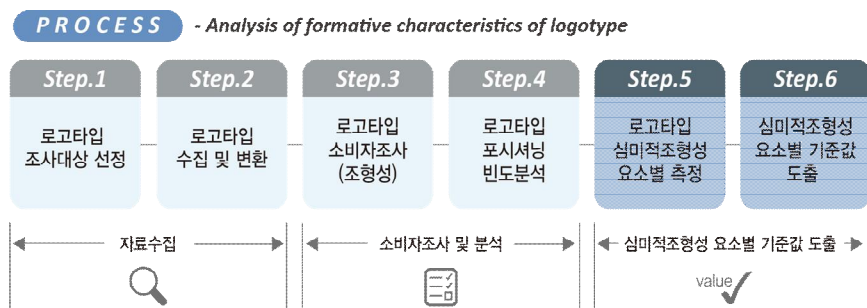 PROCESS - Analysis of formative characteristics of logotype
Step.1
로고타입
조사대상 선정
Step.2
로고타입
수집 및 변환
Step.3
로고타입
소비자조사
(조형성)
Step.4
로고타입
포시셔닝
빈도분석
Step.5
로고타입
심미적조형성
요소별 측정
Step.6
심미적조형성
요소별 기준값
도출
자료수집
소비자조사 및 분석
심미적조형성 요소별 기준값 도출
value